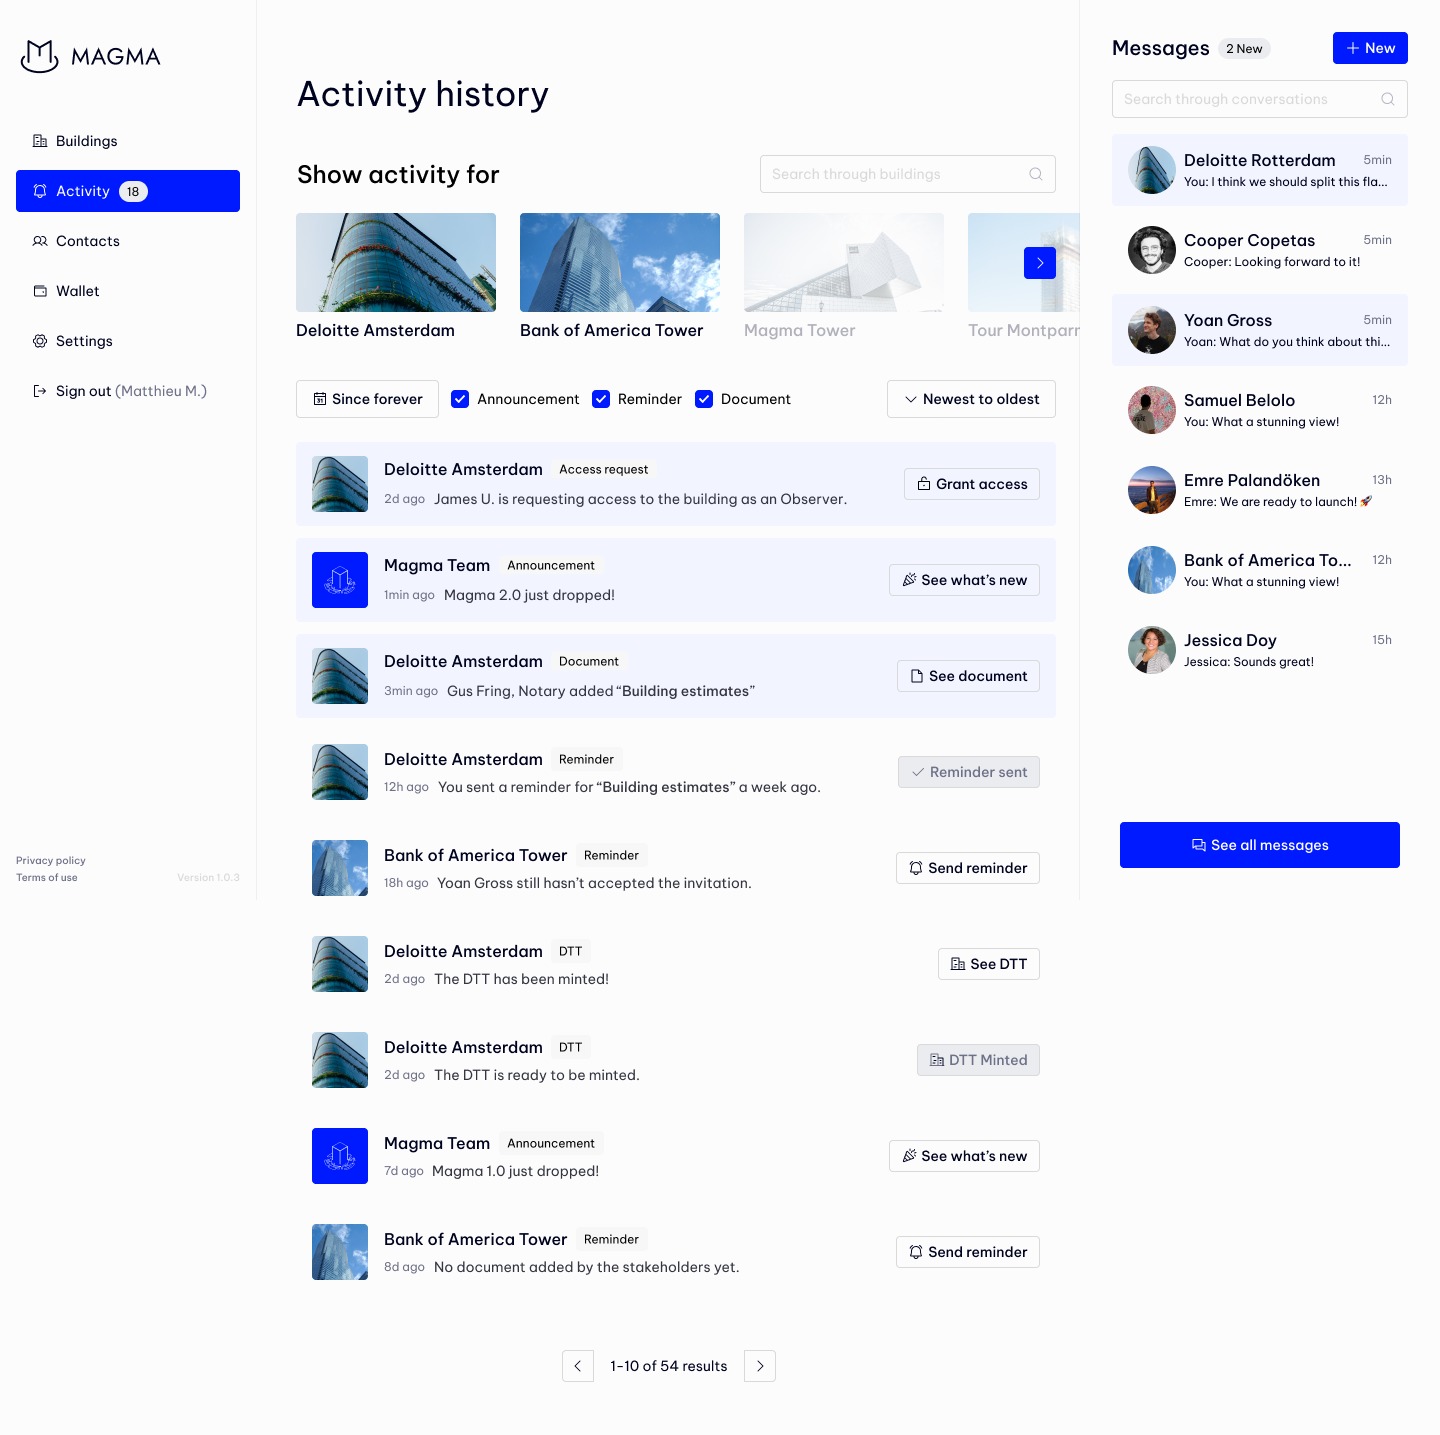 MAGMA
Buildings
Activity 18
Contacts
Wallet
Settings
Sign out (Matthieu M.)
Privacy policy
Terms of use
Version 1.0.3
Activity history
Show activity for
Search through buildings
Deloitte Amsterdam
Bank of America Tower
Magma Tower
Tour Montparn
Since forever
Announcement
Reminder
Document
Newest to oldest
Deloitte Amsterdam Access request
2d ago James U. is requesting access to the building as an Observer.
Grant access
Magma Team Announcement
1min ago Magma 2.0 just dropped!
See what’s new
Deloitte Amsterdam Document
3min ago Gus Fring, Notary added “Building estimates”
See document
Deloitte Amsterdam Reminder
12h ago You sent a reminder for “Building estimates” a week ago.
Reminder sent
Bank of America Tower Reminder
18h ago Yoan Gross still hasn’t accepted the invitation.
Send reminder
Deloitte Amsterdam DTT
2d ago The DTT has been minted!
See DTT
Deloitte Amsterdam DTT
2d ago The DTT is ready to be minted.
DTT Minted
Magma Team Announcement
7d ago Magma 1.0 just dropped!
See what’s new
Bank of America Tower Reminder
8d ago No document added by the stakeholders yet.
Send reminder
1-10 of 54 results
Messages 2 New
New
Search through conversations
Deloitte Rotterdam 5min
You: I think we should split this fla...
Cooper Copetas 5min
Cooper: Looking forward to it!
Yoan Gross 5min
Yoan: What do you think about thi...
Samuel Belolo 12h
You: What a stunning view!
Emre Palandöken 13h
Emre: We are ready to launch! 🚀
Bank of America To... 12h
You: What a stunning view!
Jessica Doy 15h
Jessica: Sounds great!
See all messages